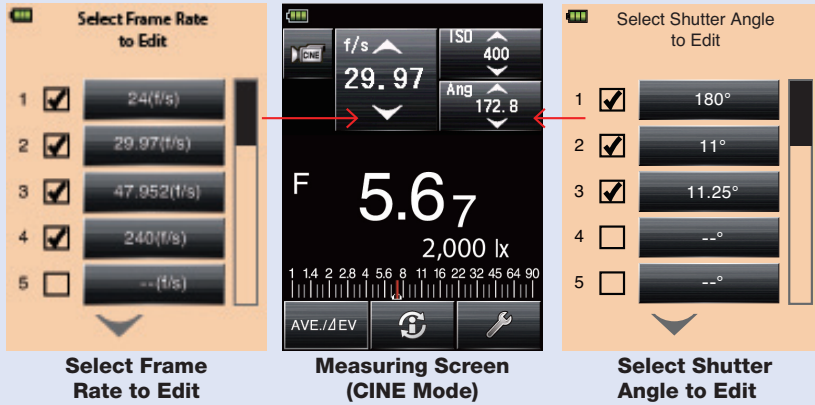 Select Frame Rate
to Edit
1 24(f/s)
2 29.97(f/s)
3 47.952(f/s)
4 240(f/s)
5 --(f/s)
Select Frame
Rate to Edit
CINE
f/s
29.97
ISO
400
Ang
172.8
F 5.67
2,000 lx
1 1.4 2 2.8 4 5.6 8 11 16 22 32 45 64 90
AVE./⊿EV
Measuring Screen
(CINE Mode)
Select Shutter Angle
to Edit
1 180°
2 11°
3 11.25°
4 --°
5 --°
Select Shutter
Angle to Edit